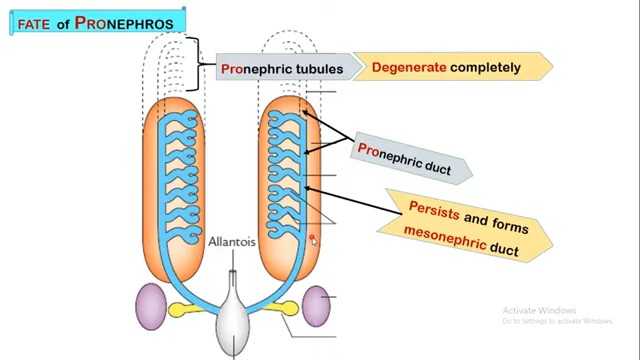 FATE of PRONEPHROS
Pronephric tubules
Degenerate completely
Pronephric duct
Persists and forms
mesonephric duct
Allantois
Activate Windows
Go to Settings to activate Windows.